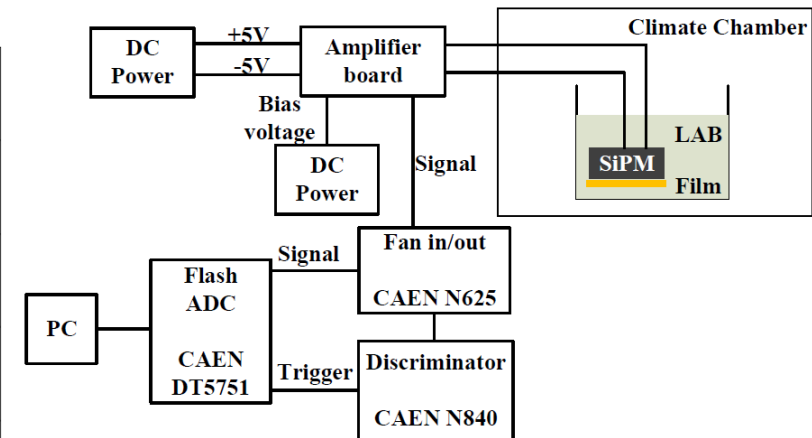 DC
Power
+5V
-5V
Amplifier
board
Climate Chamber
LAB
SiPM
Film
Bias
voltage
DC
Power
Signal
Fan in/out
CAEN N625
Signal
Flash
ADC
CAEN
DT5751
PC
Trigger
Discriminator
CAEN N840